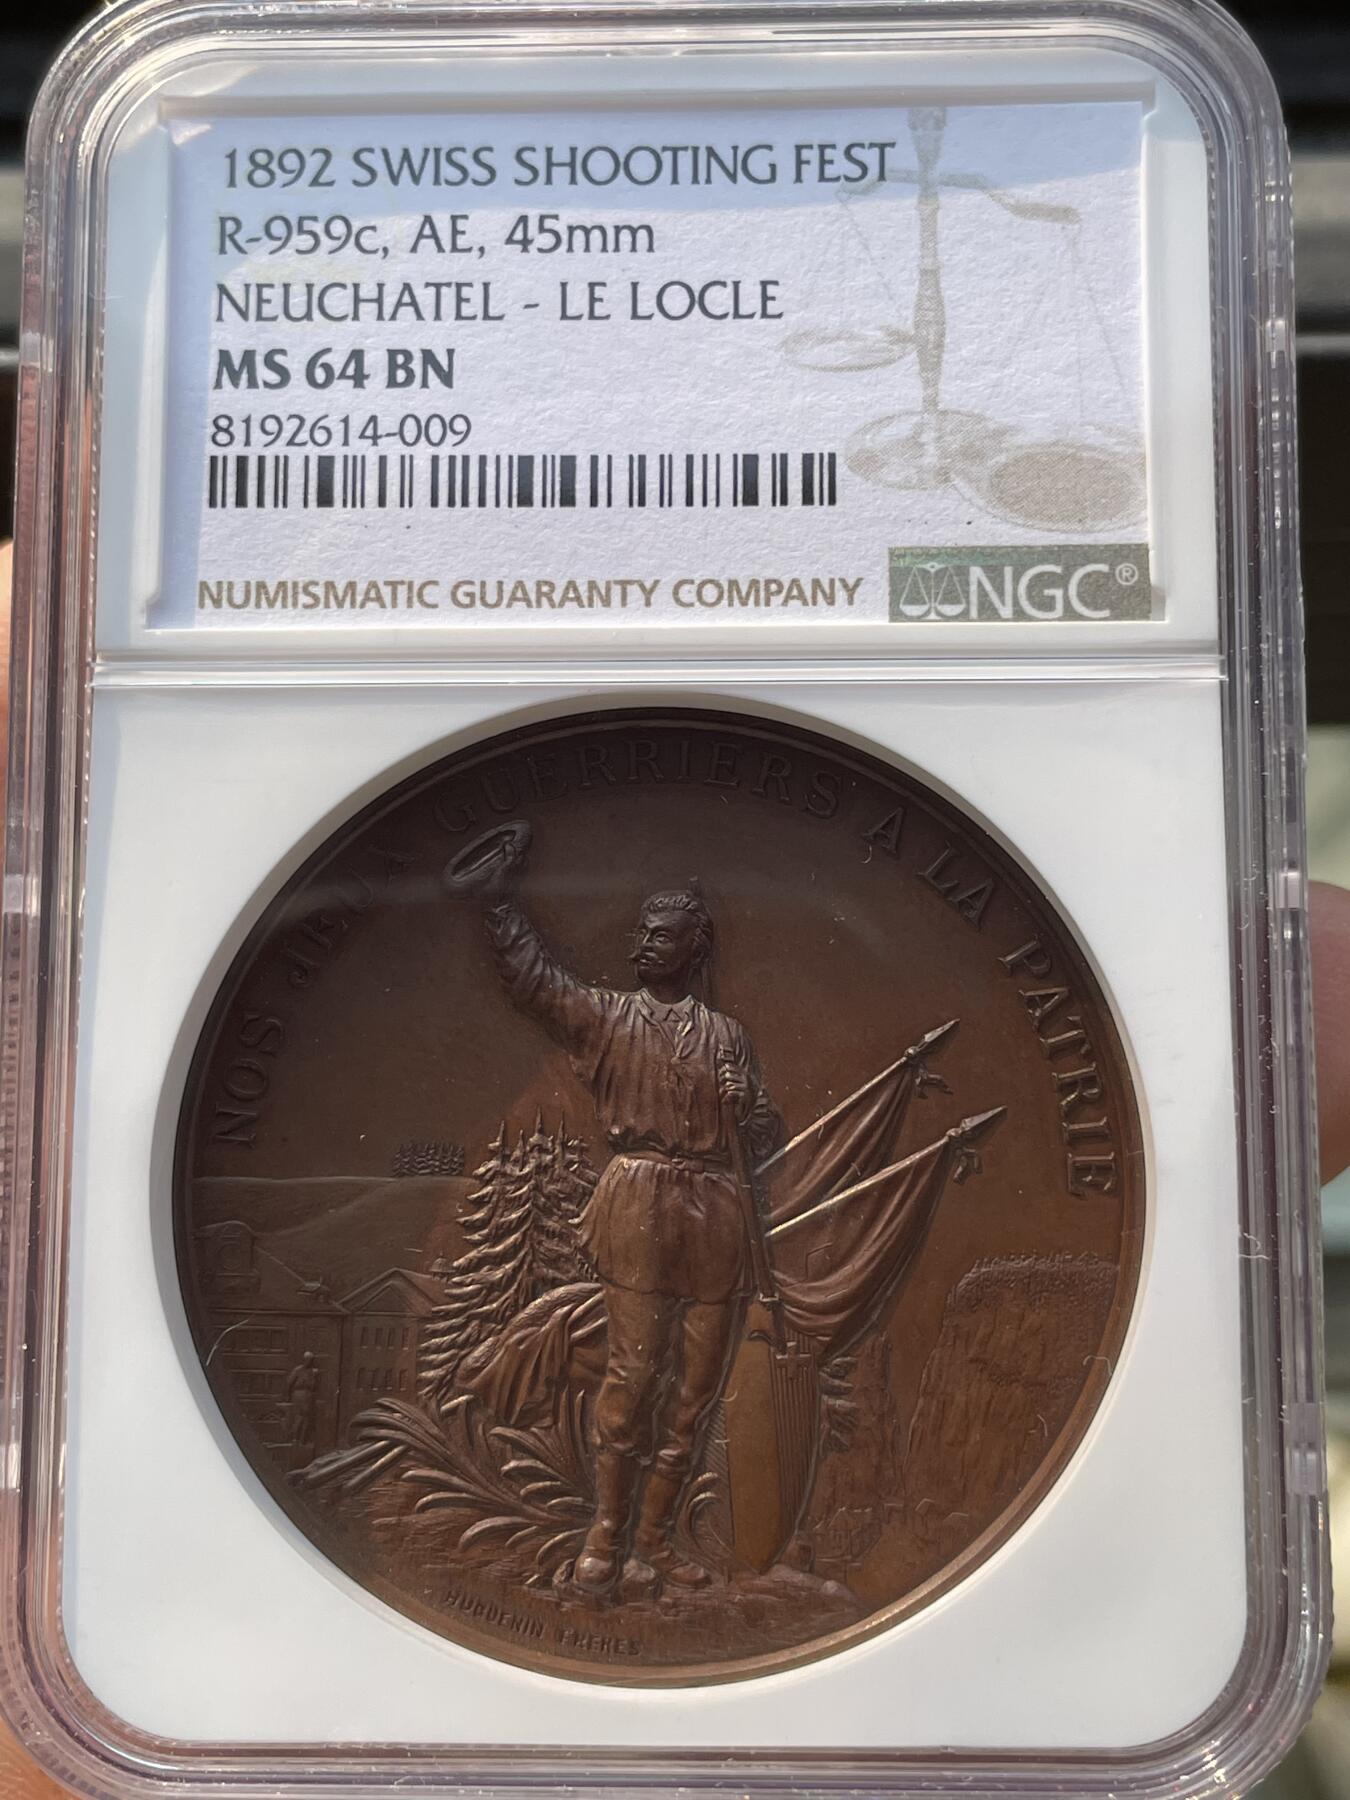 1892 SWISS SHOOTING FEST
R-959c, AE, 45mm
NEUCHATEL - LE LOCLE
MS 64 BN
8192614-009
NUMISMATIC GUARANTY COMPANY
NGC®
NOS JEUX GUERRIERS A LA PATRIE
HUGUENIN FRERES